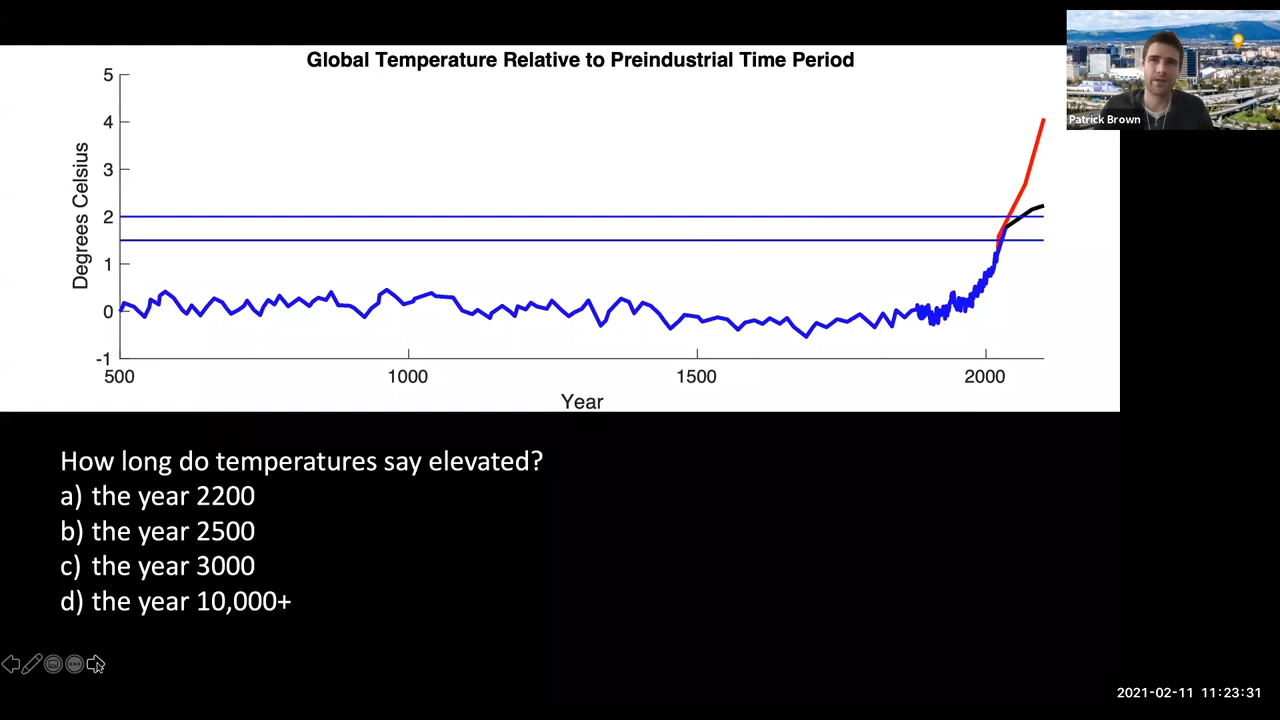 Global Temperature Relative to Preindustrial Time Period
5
4
3
2
1
0
-1
Degrees Celsius
500 1000 1500 2000
Year
Patrick Brown
How long do temperatures say elevated?
a) the year 2200
b) the year 2500
c) the year 3000
d) the year 10,000+
2021-02-11 11:23:31